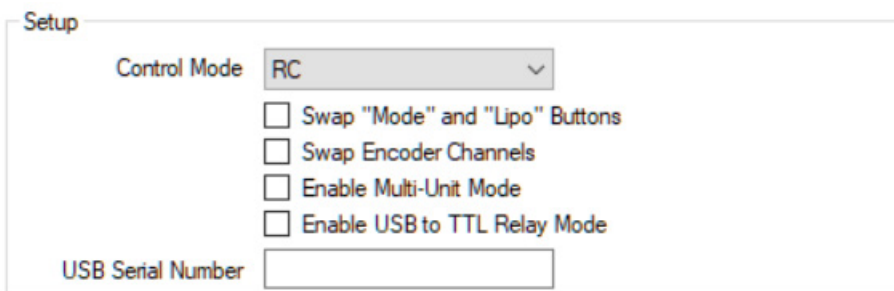 Setup
Control Mode RC
Swap "Mode" and "Lipo" Buttons
Swap Encoder Channels
Enable Multi-Unit Mode
Enable USB to TTL Relay Mode
USB Serial Number